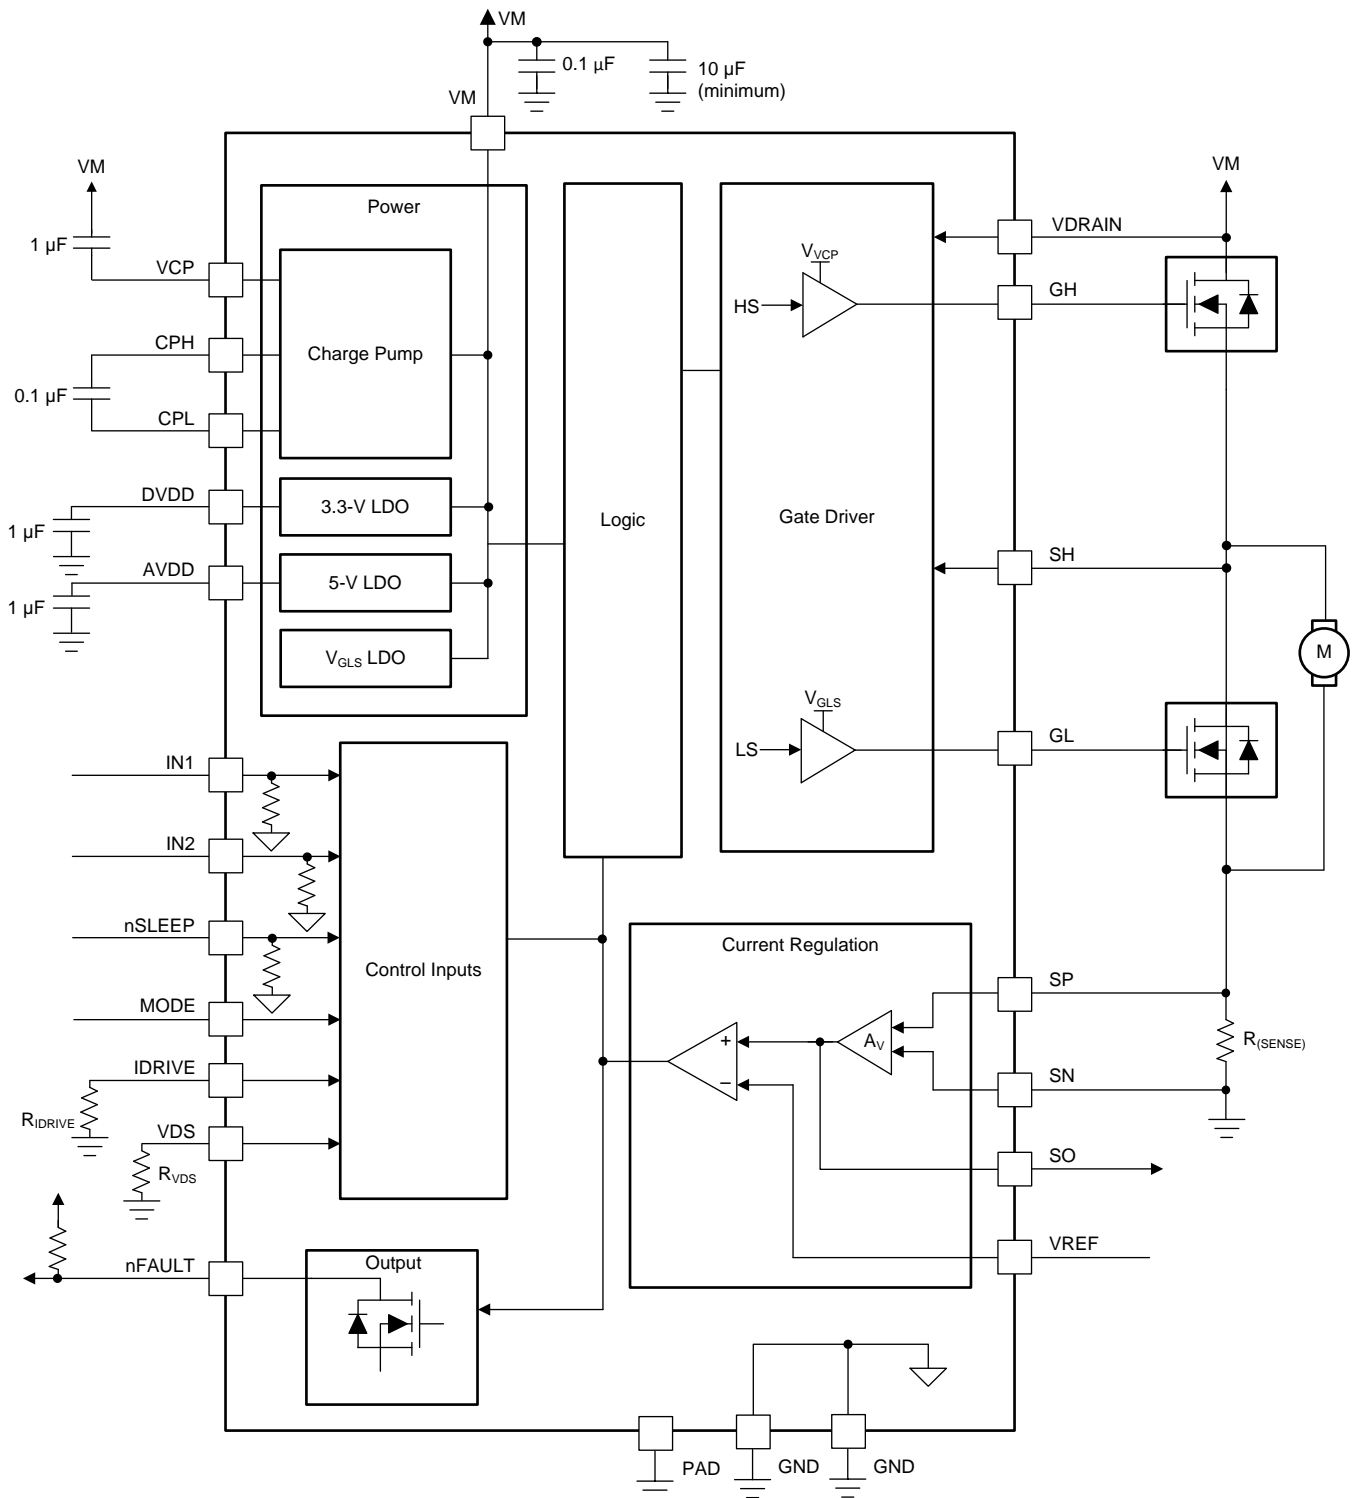 VM
0.1 µF
10 µF
(minimum)
VM
VM
1 µF
VCP
CPH
0.1 µF
CPL
DVDD
1 µF
AVDD
1 µF
Power
Charge Pump
3.3-V LDO
5-V LDO
VGLS LDO
Logic
VVCP
HS
Gate Driver
VGLS
LS
VM
VDRAIN
GH
SH
M
GL
IN1
IN2
nSLEEP
MODE
IDRIVE
RIDRIVE
VDS
RVDS
nFAULT
Control Inputs
Output
Current Regulation
+
−
AV
SP
R(SENSE)
SN
SO
VREF
PAD
GND
GND